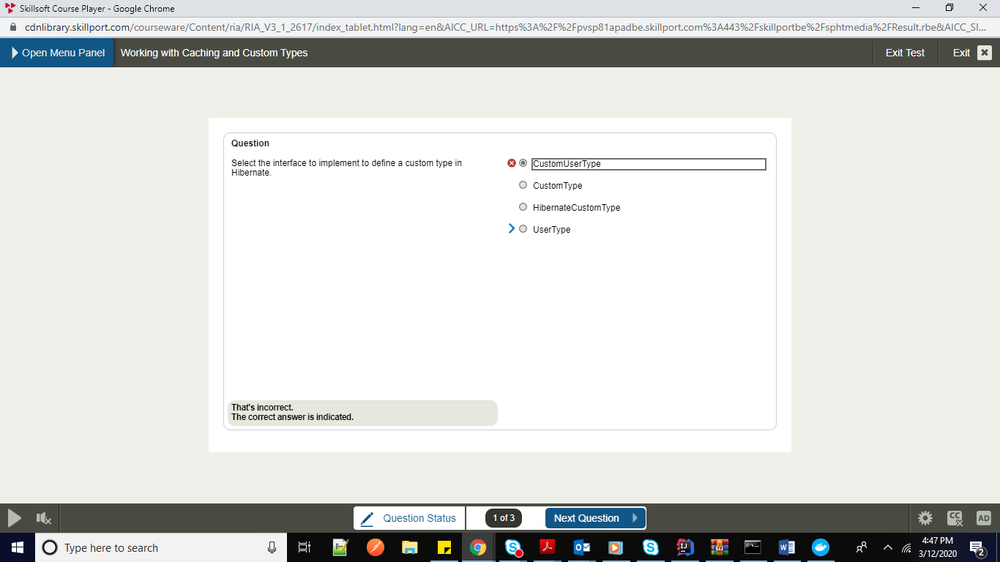 Skillsoft Course Player - Google Chrome
cdnlibrary.skillport.com/courseware/Content/ria/RIA_V3_1_2617/index_tablet.html?lang=en&AICC_URL=https%3A%2F%2Fpvsp81apadbe.skillport.com%3A443%2Fskillportbe%2Fsphtmedia%2FResult.rbe&AICC_SI...
Open Menu Panel
Working with Caching and Custom Types
Exit Test
Exit
Question
Select the interface to implement to define a custom type in
Hibernate.
CustomUserType
CustomType
HibernateCustomType
UserType
That's incorrect.
The correct answer is indicated.
Question Status
1 of 3
Next Question
CC
AD
Type here to search
4:47 PM
3/12/2020
2